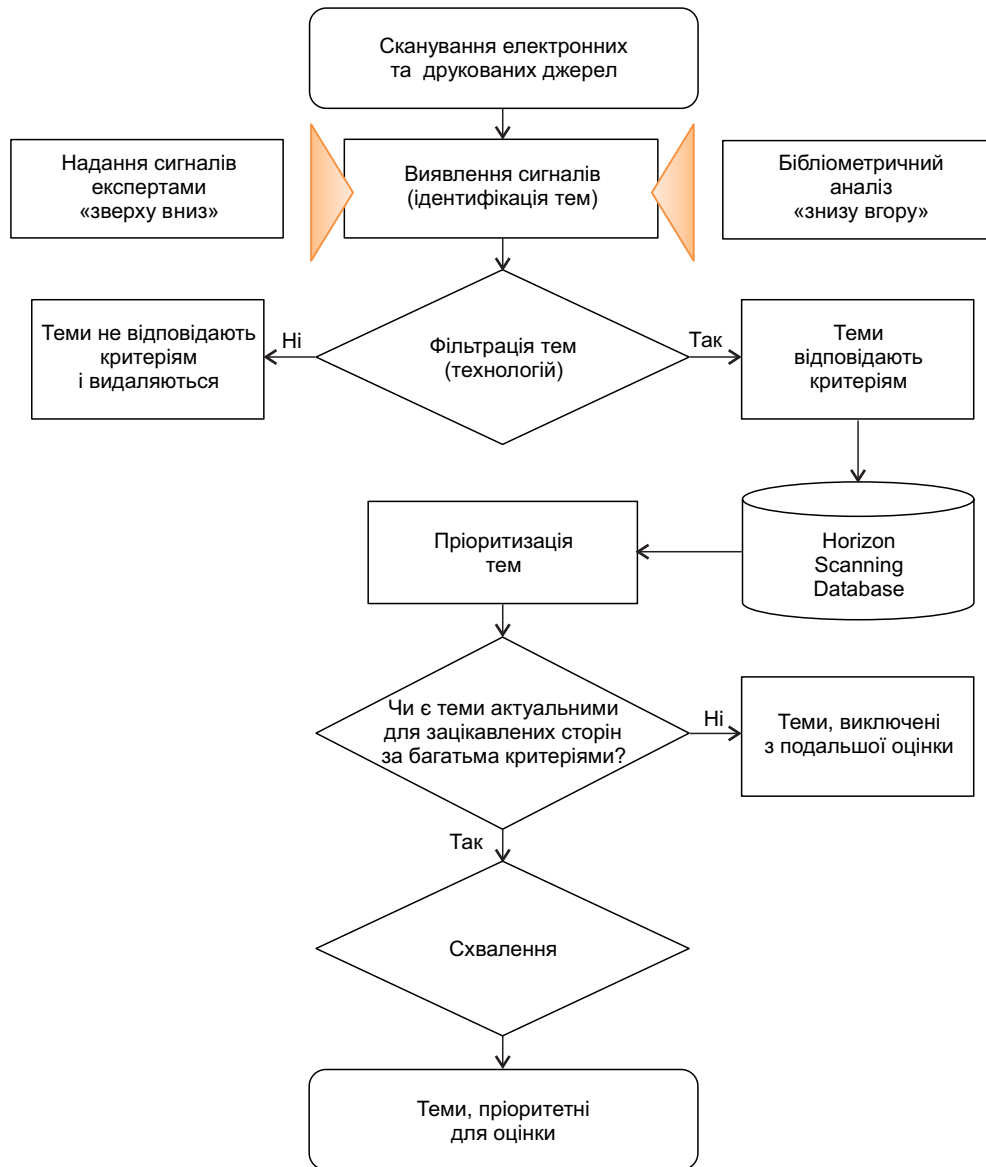 Сканування електронних
та друкованих джерел
Надання сигналів
експертами
«зверху вниз»
Виявлення сигналів
(ідентифікація тем)
Бібліометричний
аналіз
«знизу вгору»
Теми не відповідають
критеріям
і видаляються
Ні
Фільтрація тем
(технологій)
Так
Теми
відповідають
критеріям
Пріоритизація
тем
Horizon
Scanning
Database
Чи є теми актуальними
для зацікавлених сторін
за багатьма критеріями?
Ні
Теми, виключені
з подальшої оцінки
Так
Схвалення
Теми, пріоритетні
для оцінки